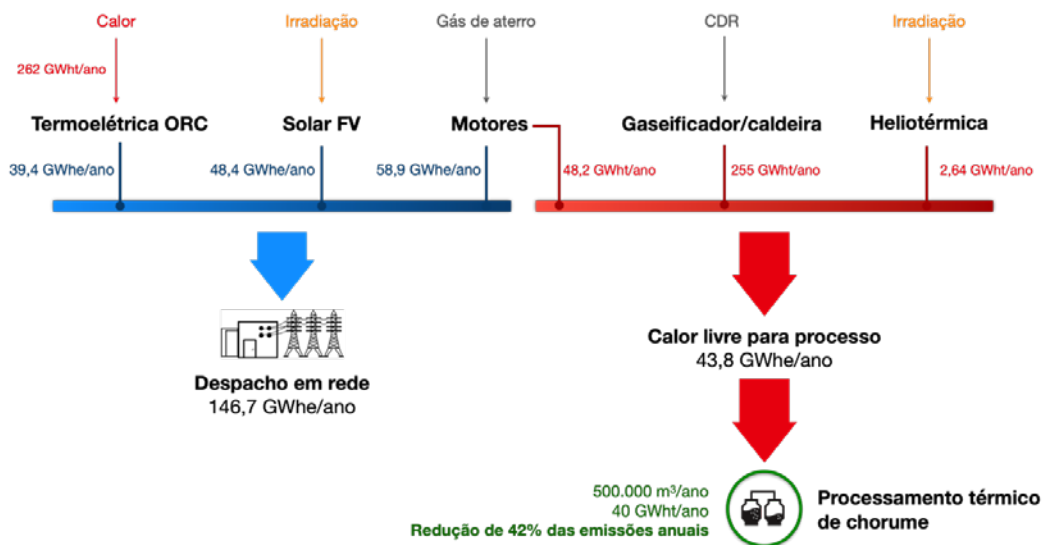 Calor
Irradiação
Gás de aterro
CDR
Irradiação
262 GWht/ano
Termoelétrica ORC
Solar FV
Motores
Gaseificador/caldeira
Heliotérmica
39,4 GWhe/ano
48,4 GWhe/ano
58,9 GWhe/ano
48,2 GWht/ano
255 GWht/ano
2,64 GWht/ano
Despacho em rede
146,7 GWhe/ano
Calor livre para processo
43,8 GWhe/ano
500.000 m³/ano
40 GWht/ano
Redução de 42% das emissões anuais
Processamento térmico
de chorume